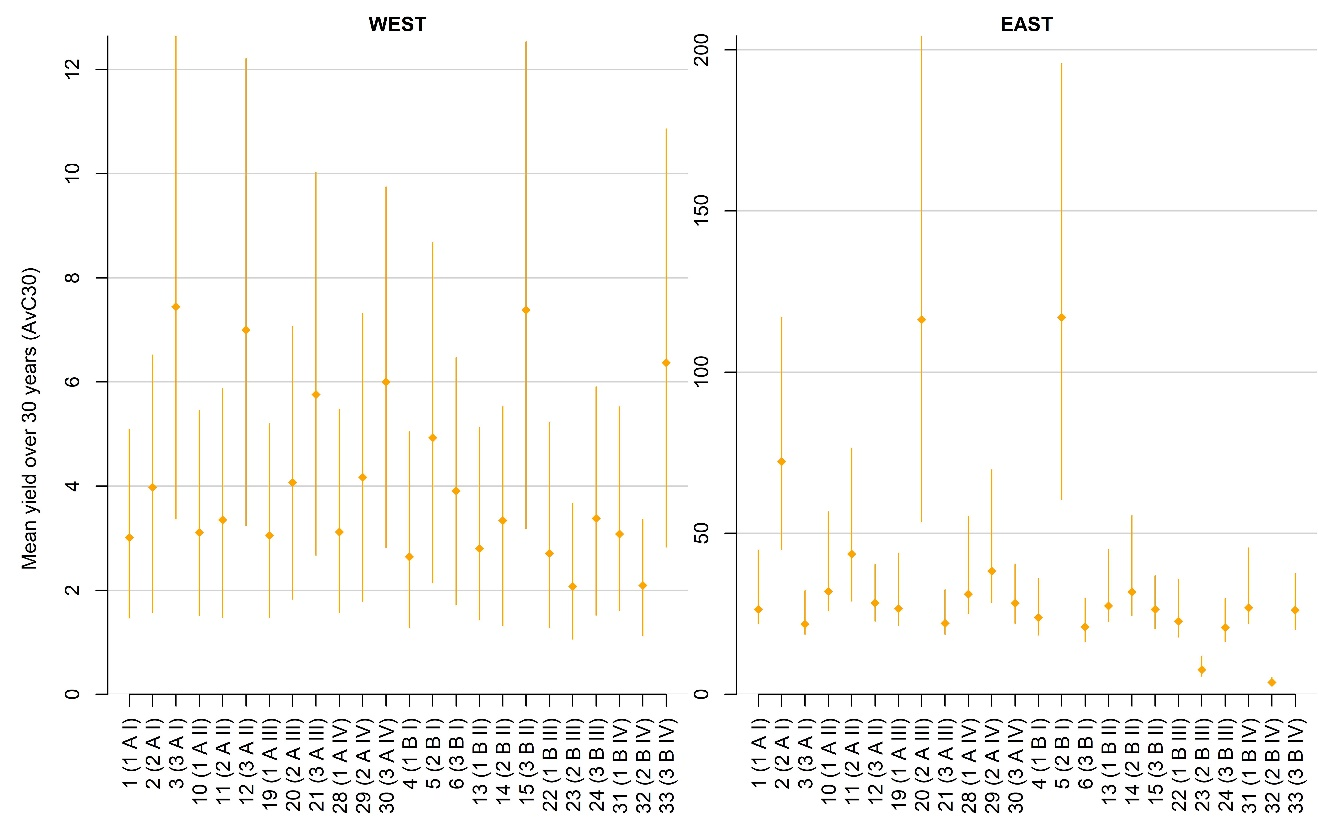 WEST
EAST
Mean yield over 30 years (AvC30)
0
2
4
6
8
10
12
1 (1 A I)
2 (2 A I)
3 (3 A I)
10 (1 A II)
11 (2 A II)
12 (3 A II)
19 (1 A III)
20 (2 A III)
21 (3 A III)
28 (1 A IV)
29 (2 A IV)
30 (3 A IV)
4 (1 B I)
5 (2 B I)
6 (3 B I)
13 (1 B II)
14 (2 B II)
15 (3 B II)
22 (1 B III)
23 (2 B III)
24 (3 B III)
31 (1 B IV)
32 (2 B IV)
33 (3 B IV)
0
50
100
150
200
1 (1 A I)
2 (2 A I)
3 (3 A I)
10 (1 A II)
11 (2 A II)
12 (3 A II)
19 (1 A III)
20 (2 A III)
21 (3 A III)
28 (1 A IV)
29 (2 A IV)
30 (3 A IV)
4 (1 B I)
5 (2 B I)
6 (3 B I)
13 (1 B II)
14 (2 B II)
15 (3 B II)
22 (1 B III)
23 (2 B III)
24 (3 B III)
31 (1 B IV)
32 (2 B IV)
33 (3 B IV)